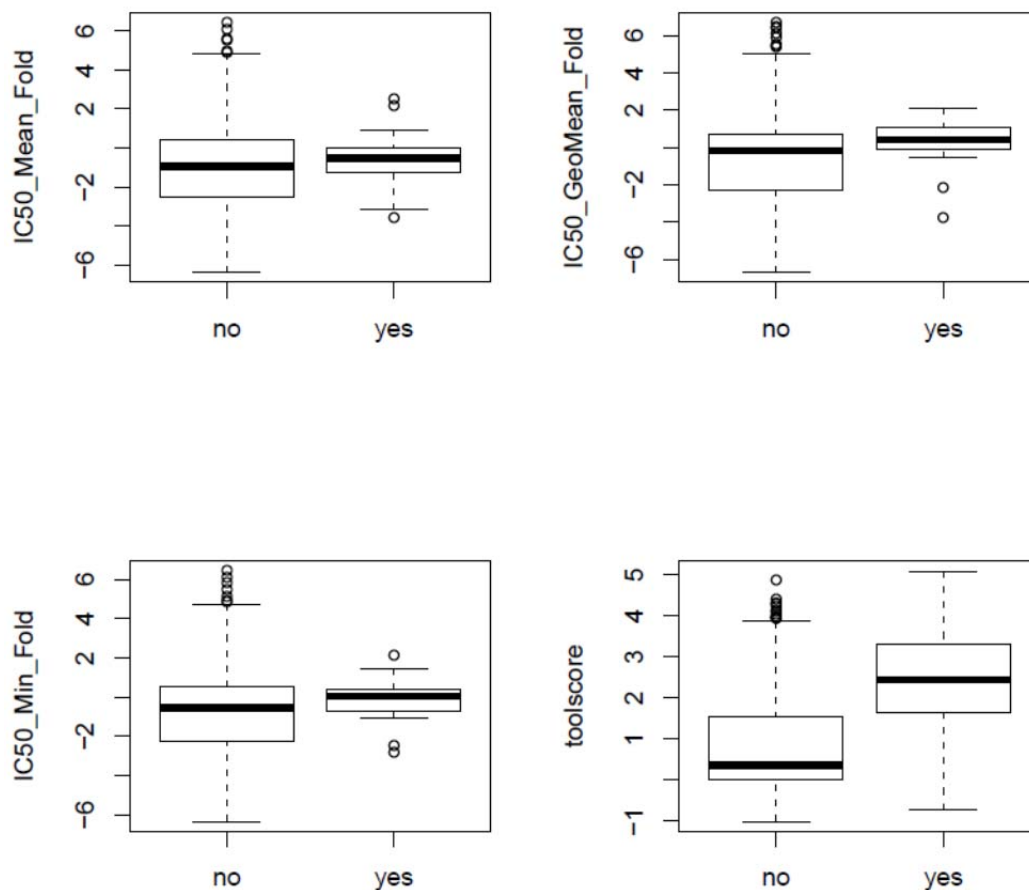 IC50_Mean_Fold
6
4
2
−2
−6
no
yes
IC50_GeoMean_Fold
6
4
2
−2
−6
no
yes
IC50_Min_Fold
6
4
2
−2
−6
no
yes
toolscore
5
4
3
2
1
−1
no
yes